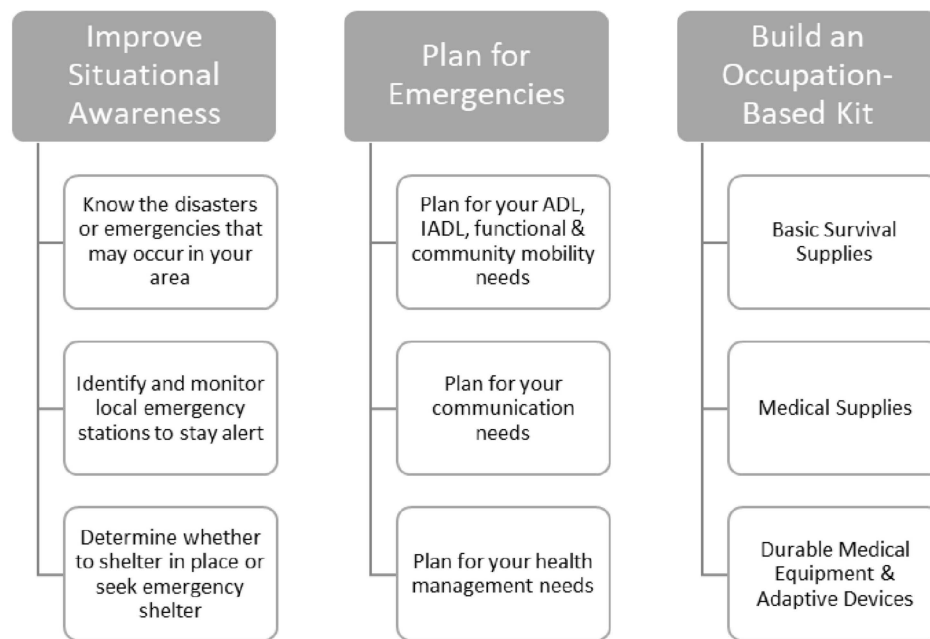 Improve
Situational
Awareness
Know the disasters
or emergencies that
may occur in your
area
Identify and monitor
local emergency
stations to stay alert
Determine whether
to shelter in place or
seek emergency
shelter
Plan for
Emergencies
Plan for your ADL,
IADL, functional &
community mobility
needs
Plan for your
communication
needs
Plan for your health
management needs
Build an
Occupation-
Based Kit
Basic Survival
Supplies
Medical Supplies
Durable Medical
Equipment &
Adaptive Devices